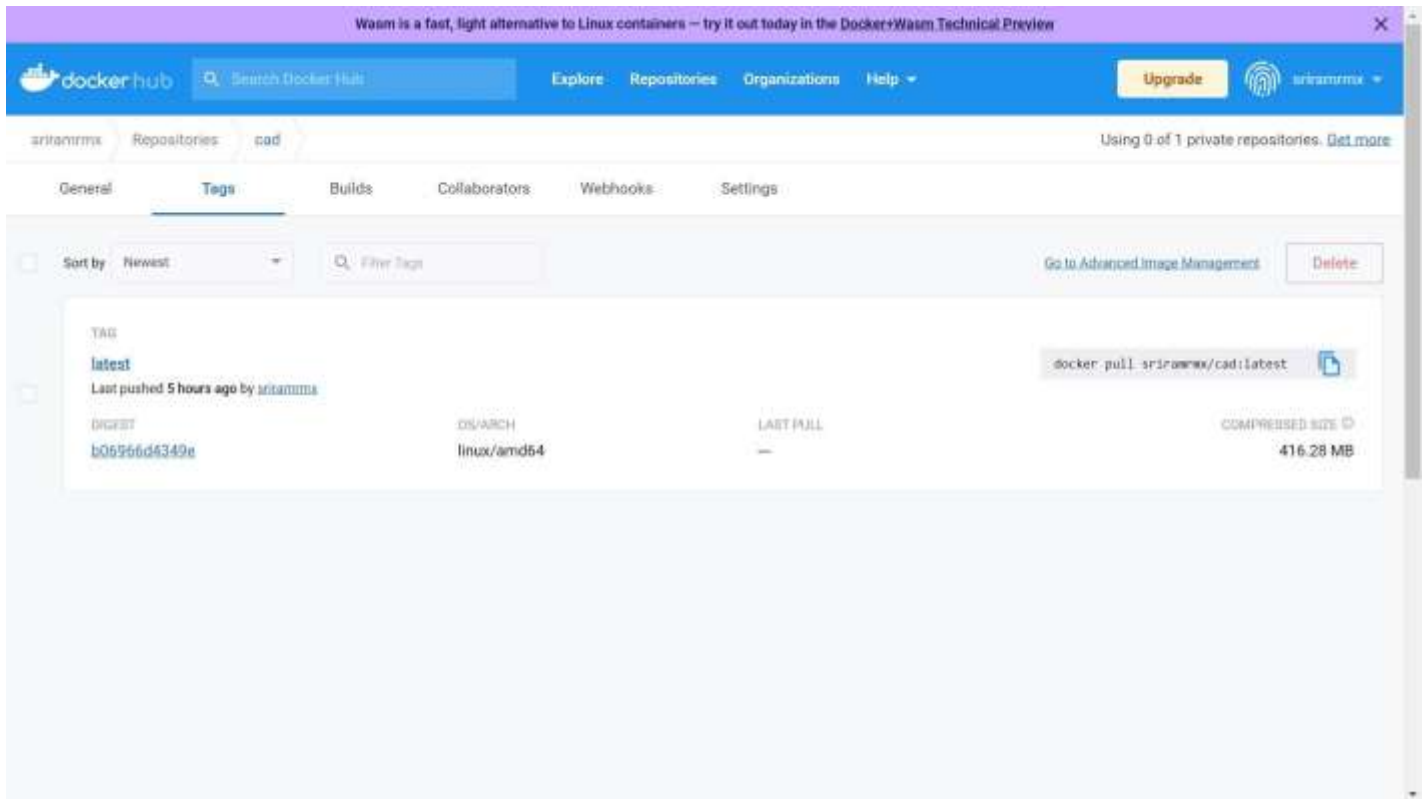 Wasm is a fast, light alternative to Linux containers — try it out today in the Docker+Wasm Technical Preview
dockerhub Search Docker Hub Explore Repositories Organizations Help Upgrade sriramrmx
sriramrmx Repositories cad Using 0 of 1 private repositories. Get more
General Tags Builds Collaborators Webhooks Settings
Sort by Newest Filter Tags Go to Advanced Image Management Delete
TAG
latest docker pull sriramrmx/cad:latest
Last pushed 5 hours ago by sriramrmx
DIGEST OS/ARCH LAST PULL COMPRESSED SIZE
b06966d4349e linux/amd64 — 416.28 MB